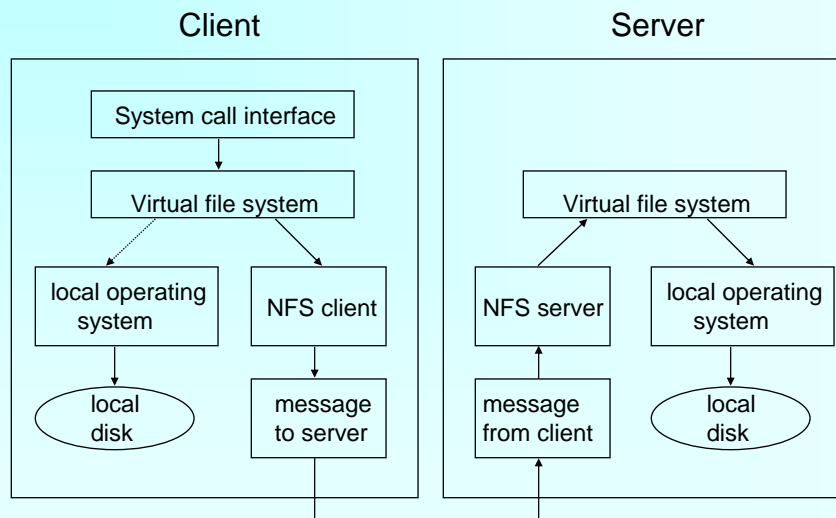 Client
Server
System call interface
Virtual file system
Virtual file system
local operating
system
NFS client
NFS server
local operating
system
local
disk
message
to server
message
from client
local
disk